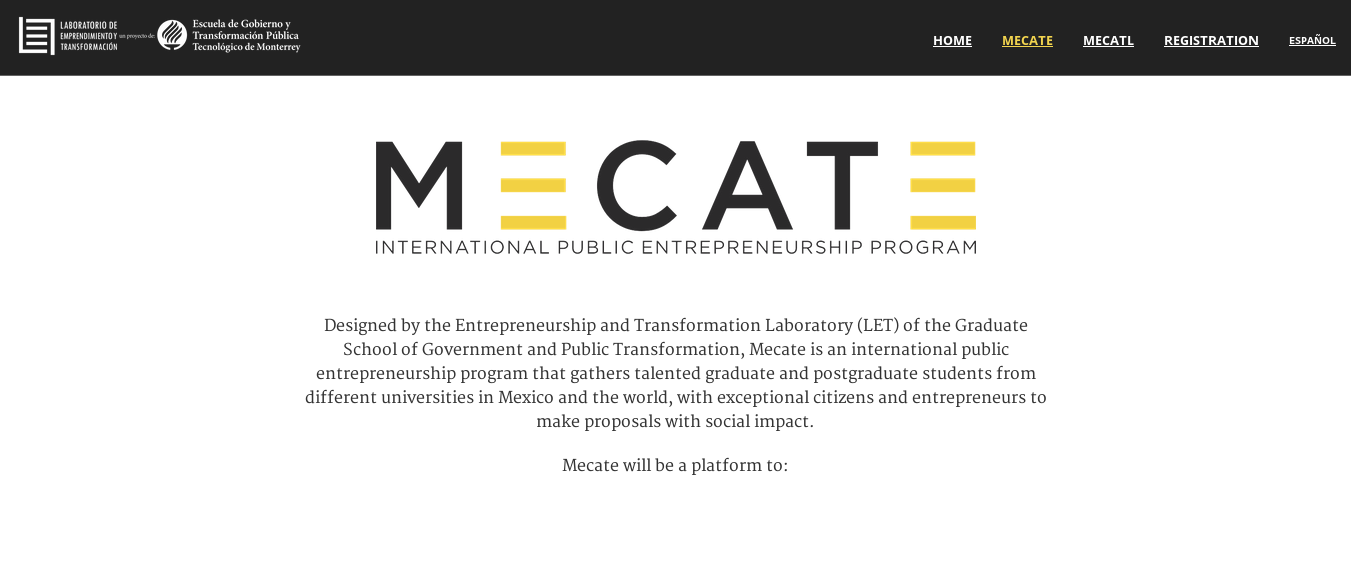 LABORATORIO DE
EMPRENDIMIENTO Y
TRANSFORMACIÓN
un proyecto de:
Escuela de Gobierno y
Transformación Pública
Tecnológico de Monterrey
HOME MECATE MECATL REGISTRATION ESPAÑOL
MECATE
INTERNATIONAL PUBLIC ENTREPRENEURSHIP PROGRAM
Designed by the Entrepreneurship and Transformation Laboratory (LET) of the Graduate
School of Government and Public Transformation, Mecate is an international public
entrepreneurship program that gathers talented graduate and postgraduate students from
different universities in Mexico and the world, with exceptional citizens and entrepreneurs to
make proposals with social impact.
Mecate will be a platform to: